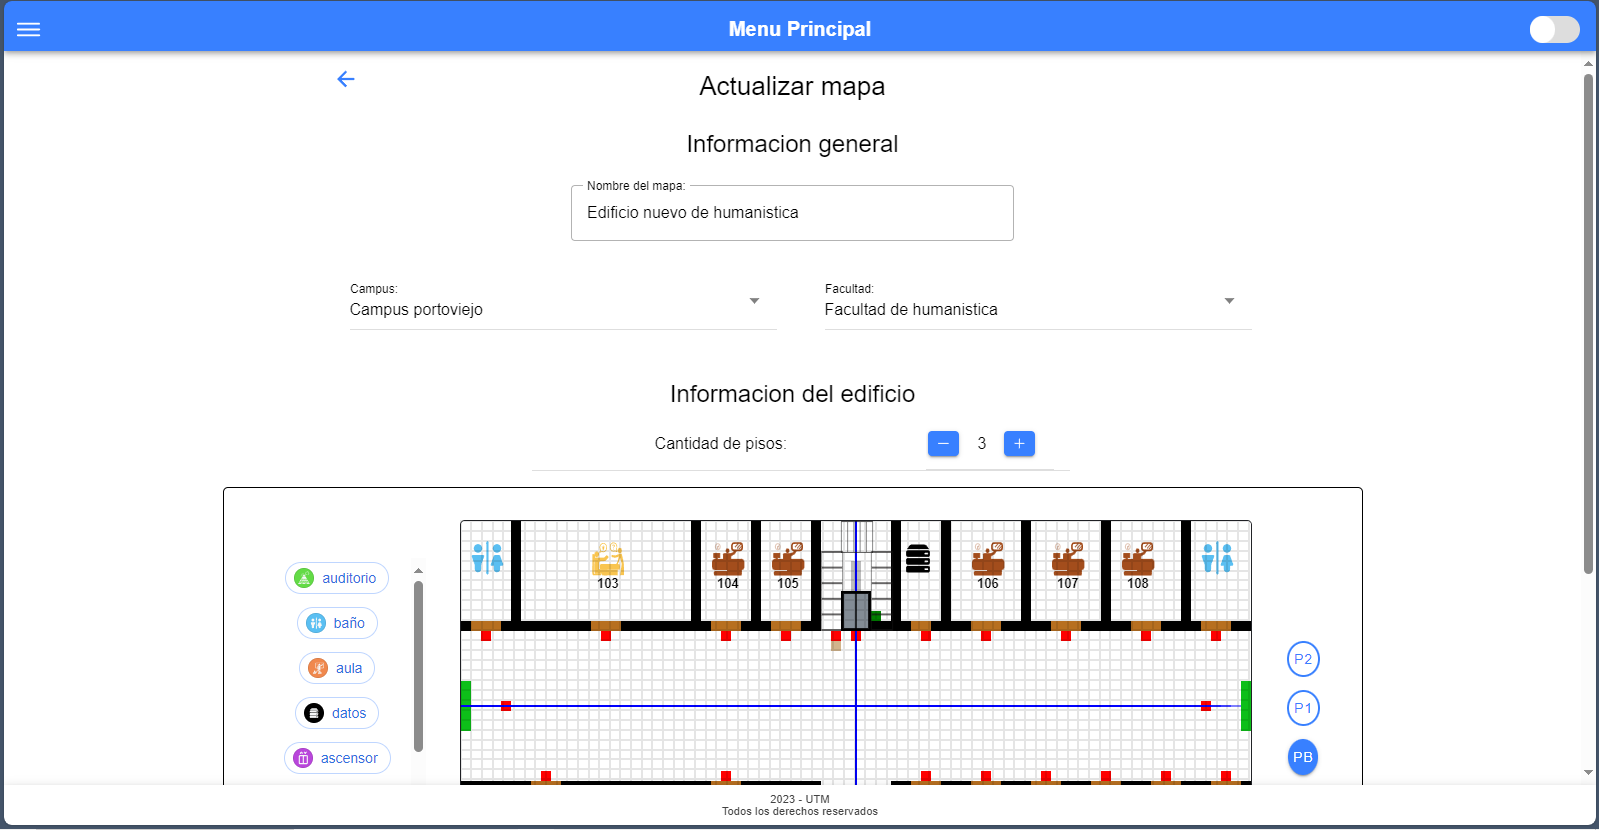 Menu Principal
Actualizar mapa
Informacion general
Nombre del mapa:
Edificio nuevo de humanistica
Campus:
Campus portoviejo
Facultad:
Facultad de humanistica
Informacion del edificio
Cantidad de pisos:
3
auditorio
baño
aula
datos
ascensor
103
104
105
106
107
108
P2
P1
PB
2023 - UTM
Todos los derechos reservados